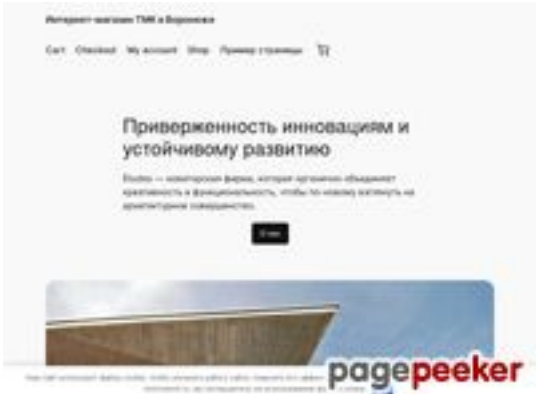 Интернет-магазин ТМК в Воронеже
Cart Checkout My account Shop Пример страницы
Приверженность инновациям и
устойчивому развитию
Études — новаторская фирма, которая органично объединяет
креативность и функциональность, чтобы по-новому взглянуть на
архитектурное совершенство.
О нас
pagepeeker